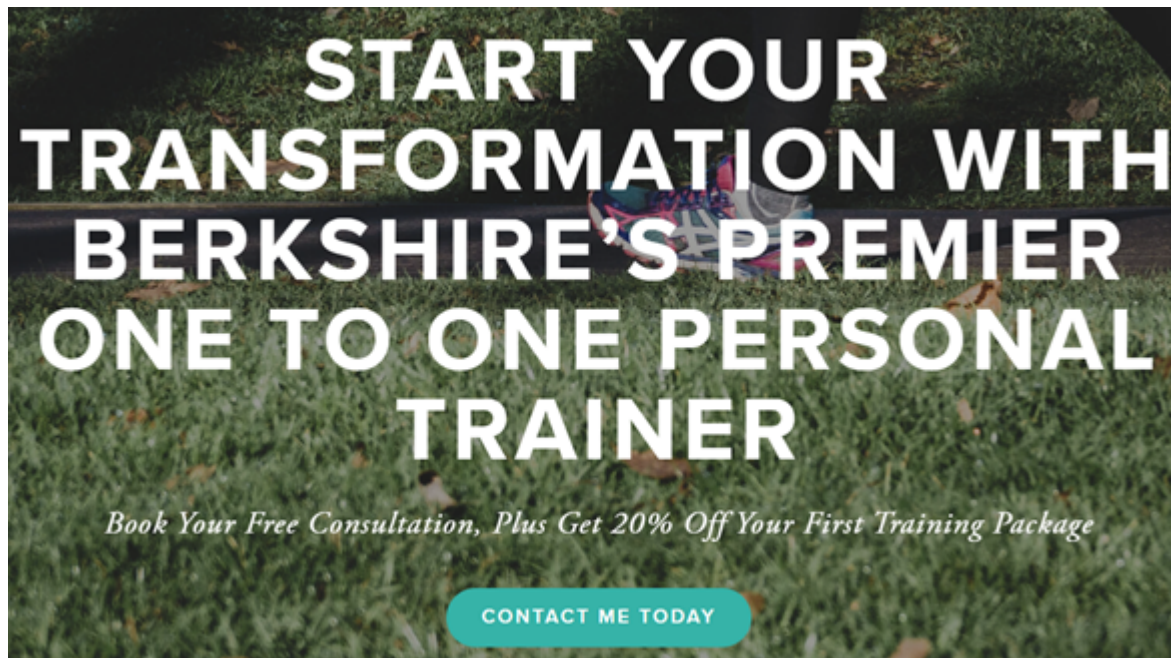 START YOUR
TRANSFORMATION WITH
BERKSHIRE’S PREMIER
ONE TO ONE PERSONAL
TRAINER
Book Your Free Consultation, Plus Get 20% Off Your First Training Package
CONTACT ME TODAY